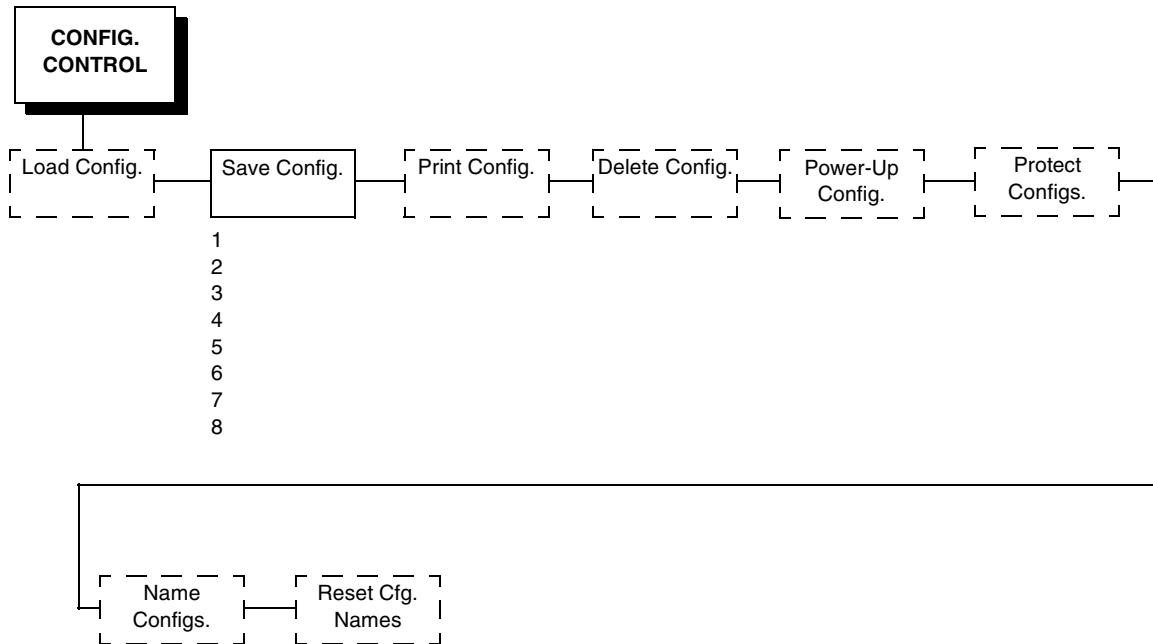 CONFIG.
CONTROL
Load Config.
Save Config.
Print Config.
Delete Config.
Power-Up
Config.
Protect
Configs.
1
2
3
4
5
6
7
8
Name
Configs.
Reset Cfg.
Names